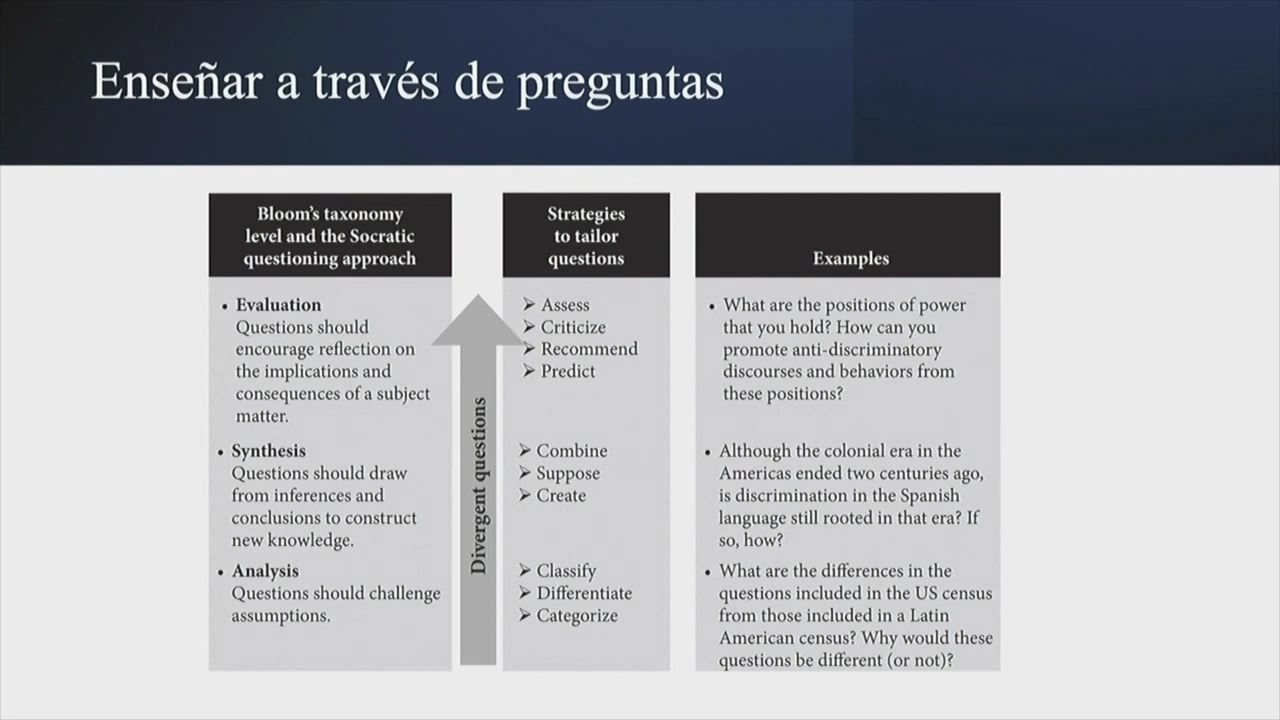 Enseñar a través de preguntas
Bloom's taxonomy
level and the Socratic
questioning approach
• Evaluation
Questions should
encourage reflection on
the implications and
consequences of a subject
matter.
• Synthesis
Questions should draw
from inferences and
conclusions to construct
new knowledge.
• Analysis
Questions should challenge
assumptions.
Divergent questions
Strategies
to tailor
questions
➢ Assess
➢ Criticize
➢ Recommend
➢ Predict
➢ Combine
➢ Suppose
➢ Create
➢ Classify
➢ Differentiate
➢ Categorize
Examples
• What are the positions of power
that you hold? How can you
promote anti-discriminatory
discourses and behaviors from
these positions?
• Although the colonial era in the
Americas ended two centuries ago,
is discrimination in the Spanish
language still rooted in that era? If
so, how?
• What are the differences in the
questions included in the US census
from those included in a Latin
American census? Why would these
questions be different (or not)?